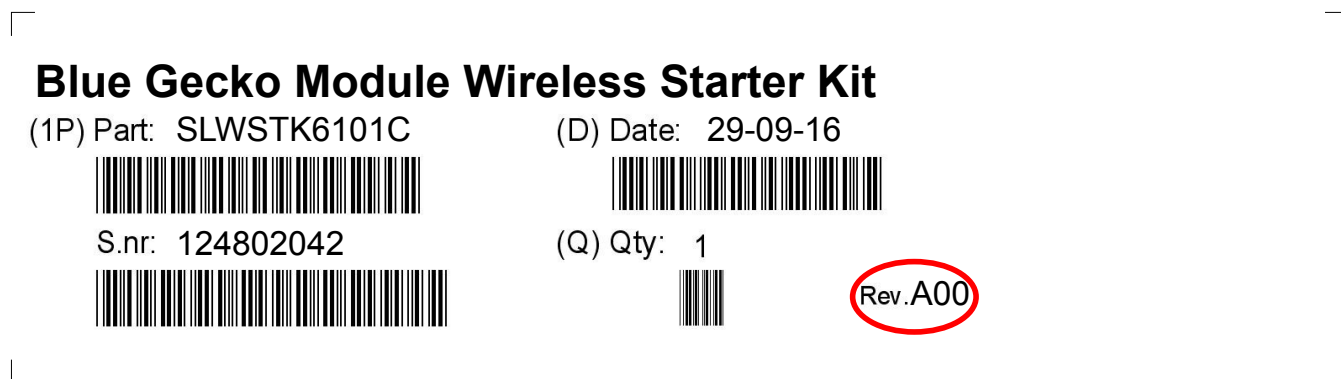 Blue Gecko Module Wireless Starter Kit
(1P) Part: SLWSTK6101C (D) Date: 29-09-16
S.nr: 124802042 (Q) Qty: 1
Rev.A00